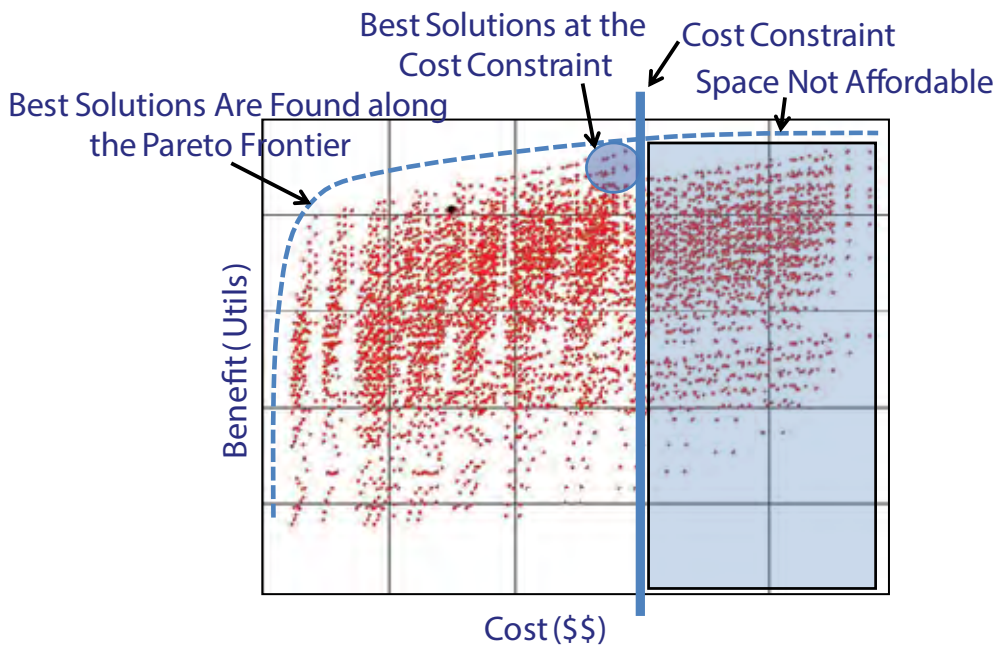 Best Solutions at the
Cost Constraint
Cost Constraint
Space Not Affordable
Best Solutions Are Found along
the Pareto Frontier
Benefit ( Utils)
Cost ($$)